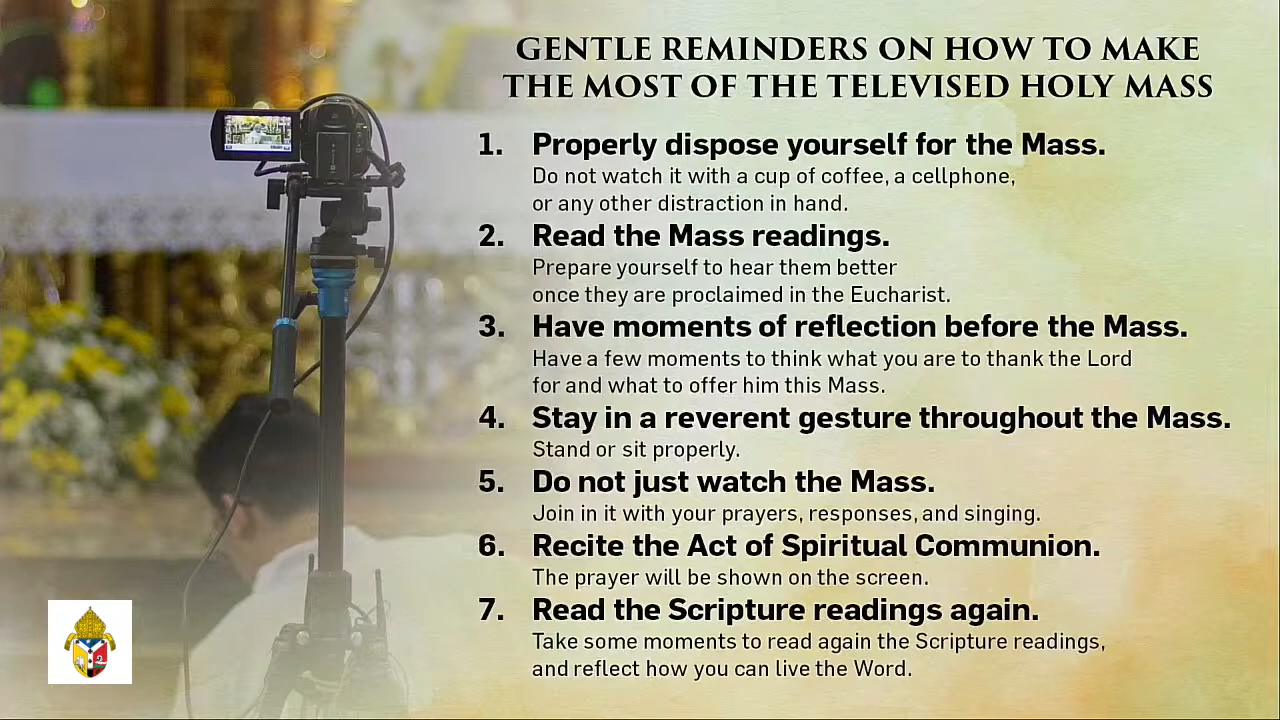 GENTLE REMINDERS ON HOW TO MAKE
THE MOST OF THE TELEVISED HOLY MASS
1. Properly dispose yourself for the Mass.
Do not watch it with a cup of coffee, a cellphone,
or any other distraction in hand.
2. Read the Mass readings.
Prepare yourself to hear them better
once they are proclaimed in the Eucharist.
3. Have moments of reflection before the Mass.
Have a few moments to think what you are to thank the Lord
for and what to offer him this Mass.
4. Stay in a reverent gesture throughout the Mass.
Stand or sit properly.
5. Do not just watch the Mass.
Join in it with your prayers, responses, and singing.
6. Recite the Act of Spiritual Communion.
The prayer will be shown on the screen.
7. Read the Scripture readings again.
Take some moments to read again the Scripture readings,
and reflect how you can live the Word.